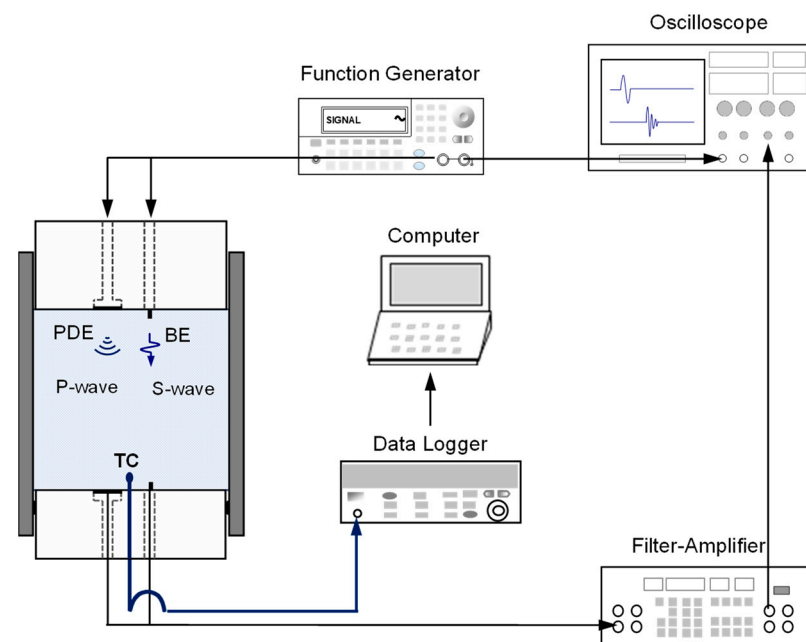 Oscilloscope
Function Generator
SIGNAL
Computer
PDE
BE
P-wave
S-wave
TC
Data Logger
Filter-Amplifier